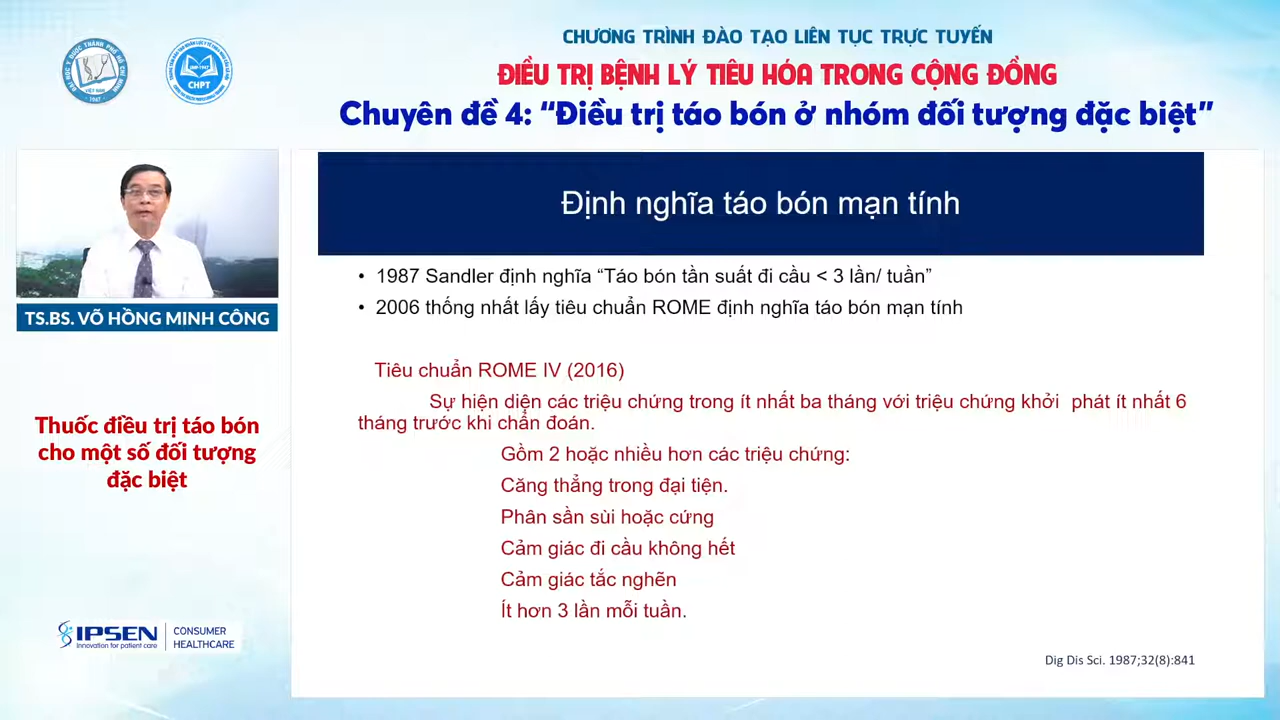 CHƯƠNG TRÌNH ĐÀO TẠO LIÊN TỤC TRỰC TUYẾN
ĐIỀU TRỊ BỆNH LÝ TIÊU HÓA TRONG CỘNG ĐỒNG
Chuyên đề 4: “Điều trị táo bón ở nhóm đối tượng đặc biệt”
VIỆT NAM
1947
CHPT
Định nghĩa táo bón mạn tính
• 1987 Sandler định nghĩa “Táo bón tần suất đi cầu < 3 lần/ tuần”
• 2006 thống nhất lấy tiêu chuẩn ROME định nghĩa táo bón mạn tính
TS.BS. VÕ HỒNG MINH CÔNG
Tiêu chuẩn ROME IV (2016)
Sự hiện diện các triệu chứng trong ít nhất ba tháng với triệu chứng khởi phát ít nhất 6
tháng trước khi chẩn đoán.
Gồm 2 hoặc nhiều hơn các triệu chứng:
Căng thẳng trong đại tiện.
Phân sần sùi hoặc cứng
Cảm giác đi cầu không hết
Cảm giác tắc nghẽn
Ít hơn 3 lần mỗi tuần.
Thuốc điều trị táo bón
cho một số đối tượng
đặc biệt
IPSEN
Innovation for patient care
CONSUMER
HEALTHCARE
Dig Dis Sci. 1987;32(8):841